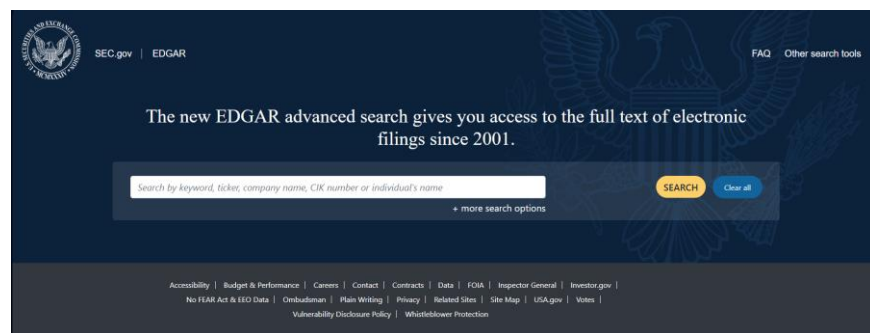 SEC.gov | EDGAR
FAQ Other search tools
The new EDGAR advanced search gives you access to the full text of electronic
filings since 2001.
Search by keyword, ticker, company name, CIK number or individual's name
SEARCH
Clear all
+ more search options
Accessibility | Budget & Performance | Careers | Contact | Contracts | Data | FOIA | Inspector General | Investor.gov |
No FEAR Act & EEO Data | Ombudsman | Plain Writing | Privacy | Related Sites | Site Map | USA.gov | Votes |
Vulnerability Disclosure Policy | Whistleblower Protection